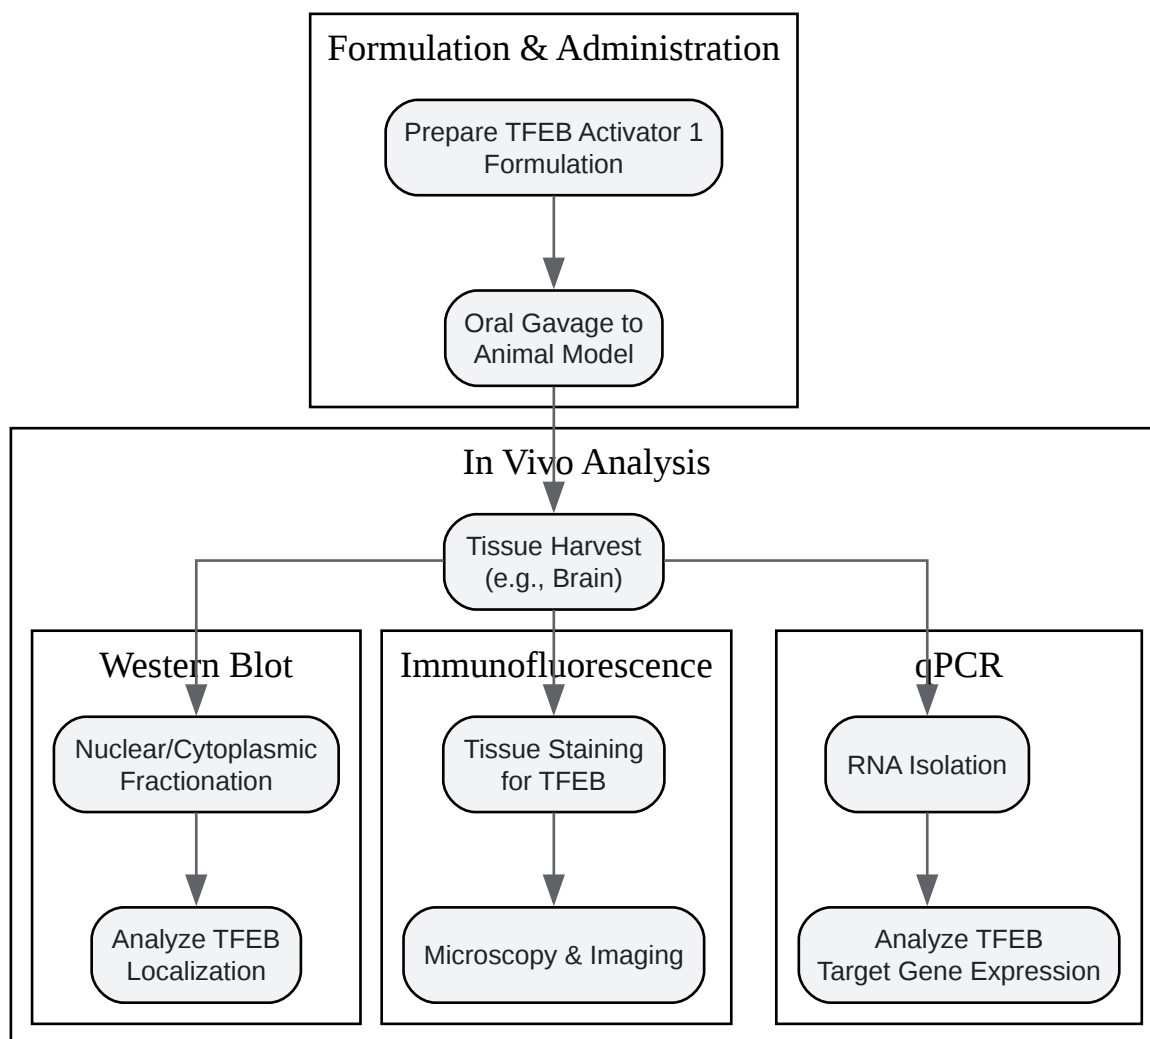 Formulation & Administration
Prepare TFEB Activator 1
Formulation
Oral Gavage to
Animal Model
In Vivo Analysis
Tissue Harvest
(e.g., Brain)
Western Blot
Nuclear/Cytoplasmic
Fractionation
Analyze TFEB
Localization
Immunofluorescence
Tissue Staining
for TFEB
Microscopy & Imaging
qPCR
RNA Isolation
Analyze TFEB
Target Gene Expression